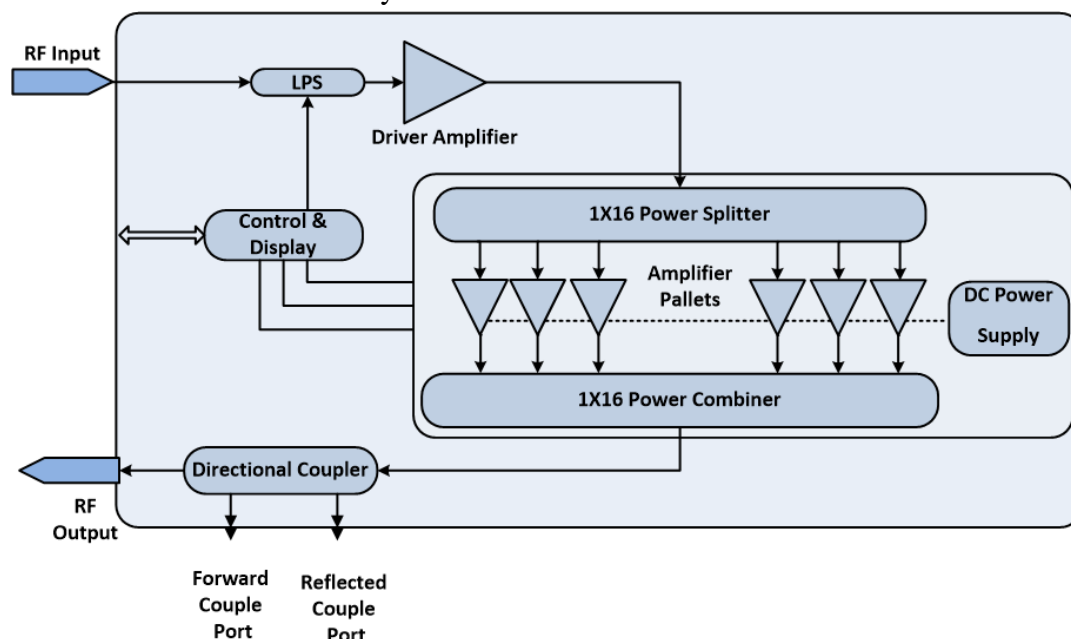 RF Input
LPS
Driver Amplifier
1X16 Power Splitter
Control &
Display
Amplifier
Pallets
DC Power
Supply
1X16 Power Combiner
Directional Coupler
RF
Output
Forward
Couple
Port
Reflected
Couple
Port